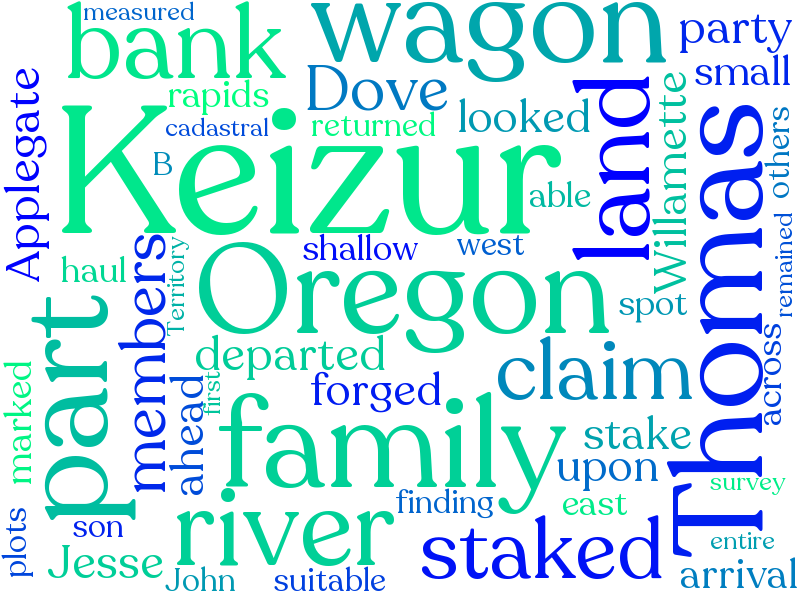 measured
bank
wagon
party
small
rapids
Dove
looked
cadastral
returned
Applegate
B
Keizur
able
land
Willamette
Thomas
others
remained
shallow
west
haul
members
Territory
Oregon
spot
part
departed
claim
across
marked
ahead
first
forged
family
stake
upon
survey
plots
son
river
finding
east
staked
entire
Jesse
John
suitable
arrival